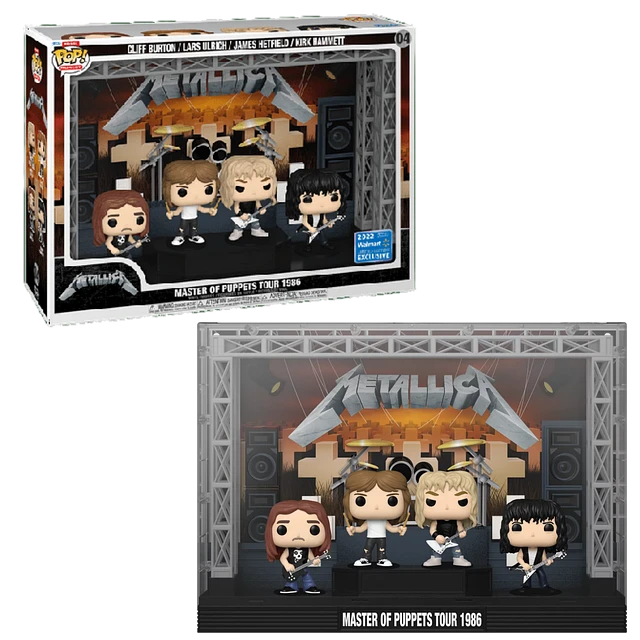 POP!
CLIFF BURTON / LARS ULRICH / JAMES HETFIELD / KIRK HAMMETT
04
METALLICA
2022
Walmart
EXCLUSIVE
METALLICA
MASTER OF PUPPETS TOUR 1986
METALLICA
MASTER OF PUPPETS TOUR 1986